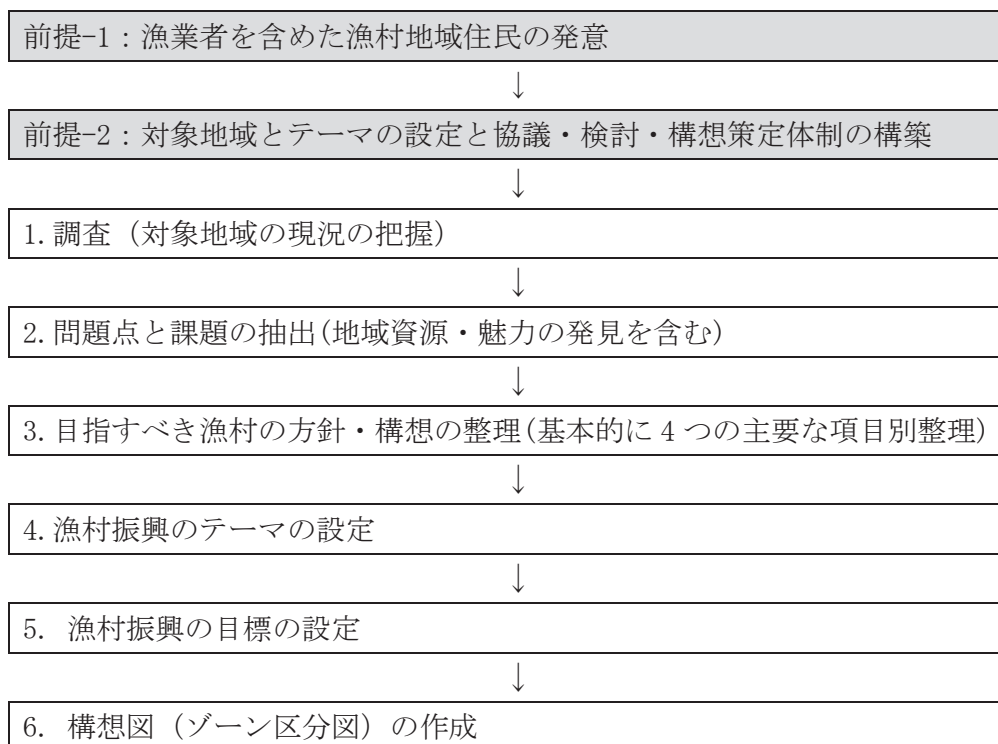 前提-1：漁業者を含めた漁村地域住民の発意
↓
前提-2：対象地域とテーマの設定と協議・検討・構想策定体制の構築
↓
1.調査（対象地域の現況の把握）
↓
2.問題点と課題の抽出(地域資源・魅力の発見を含む)
↓
3.目指すべき漁村の方針・構想の整理(基本的に4つの主要な項目別整理)
↓
4.漁村振興のテーマの設定
↓
5. 漁村振興の目標の設定
↓
6. 構想図（ゾーン区分図）の作成